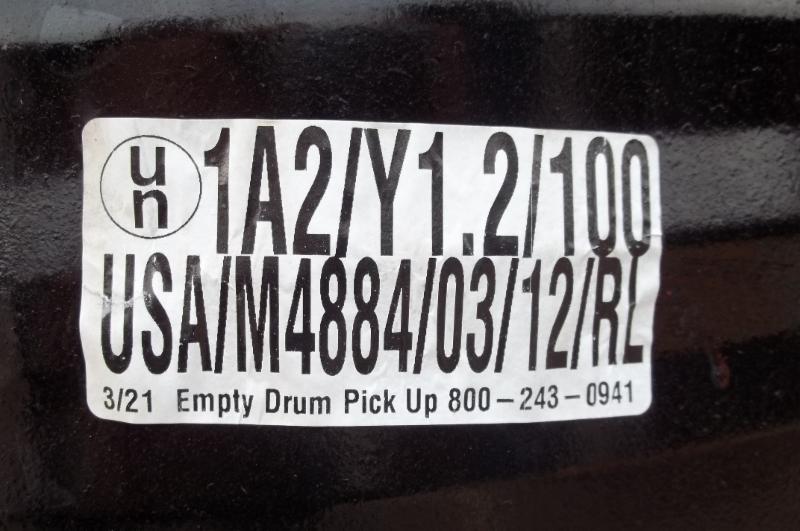 un 1A2/Y1.2/100
USA/M4884/03/12/RL
3/21 Empty Drum Pick Up 800-243-0941